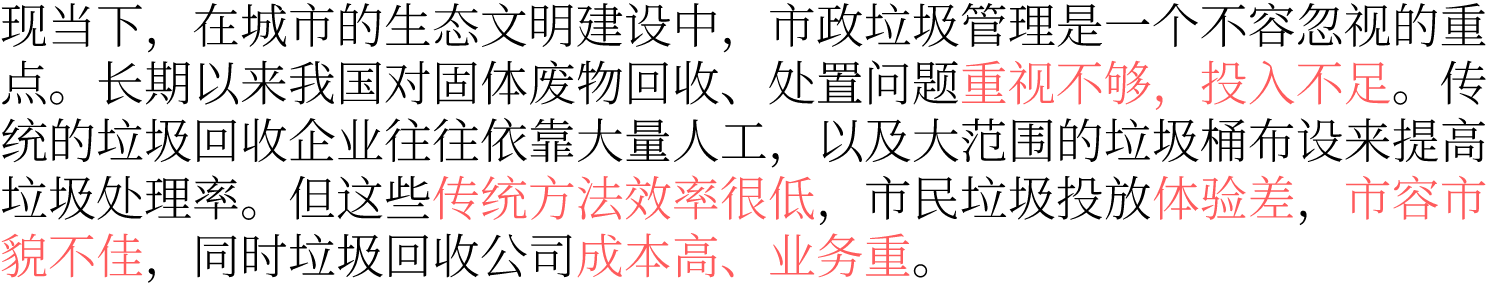 现当下，在城市的生态文明建设中，市政垃圾管理是一个不容忽视的重
点。长期以来我国对固体废物回收、处置问题重视不够，投入不足。传
统的垃圾回收企业往往依靠大量人工，以及大范围的垃圾桶布设来提高
垃圾处理率。但这些传统方法效率很低，市民垃圾投放体验差，市容市
貌不佳，同时垃圾回收公司成本高、业务重。